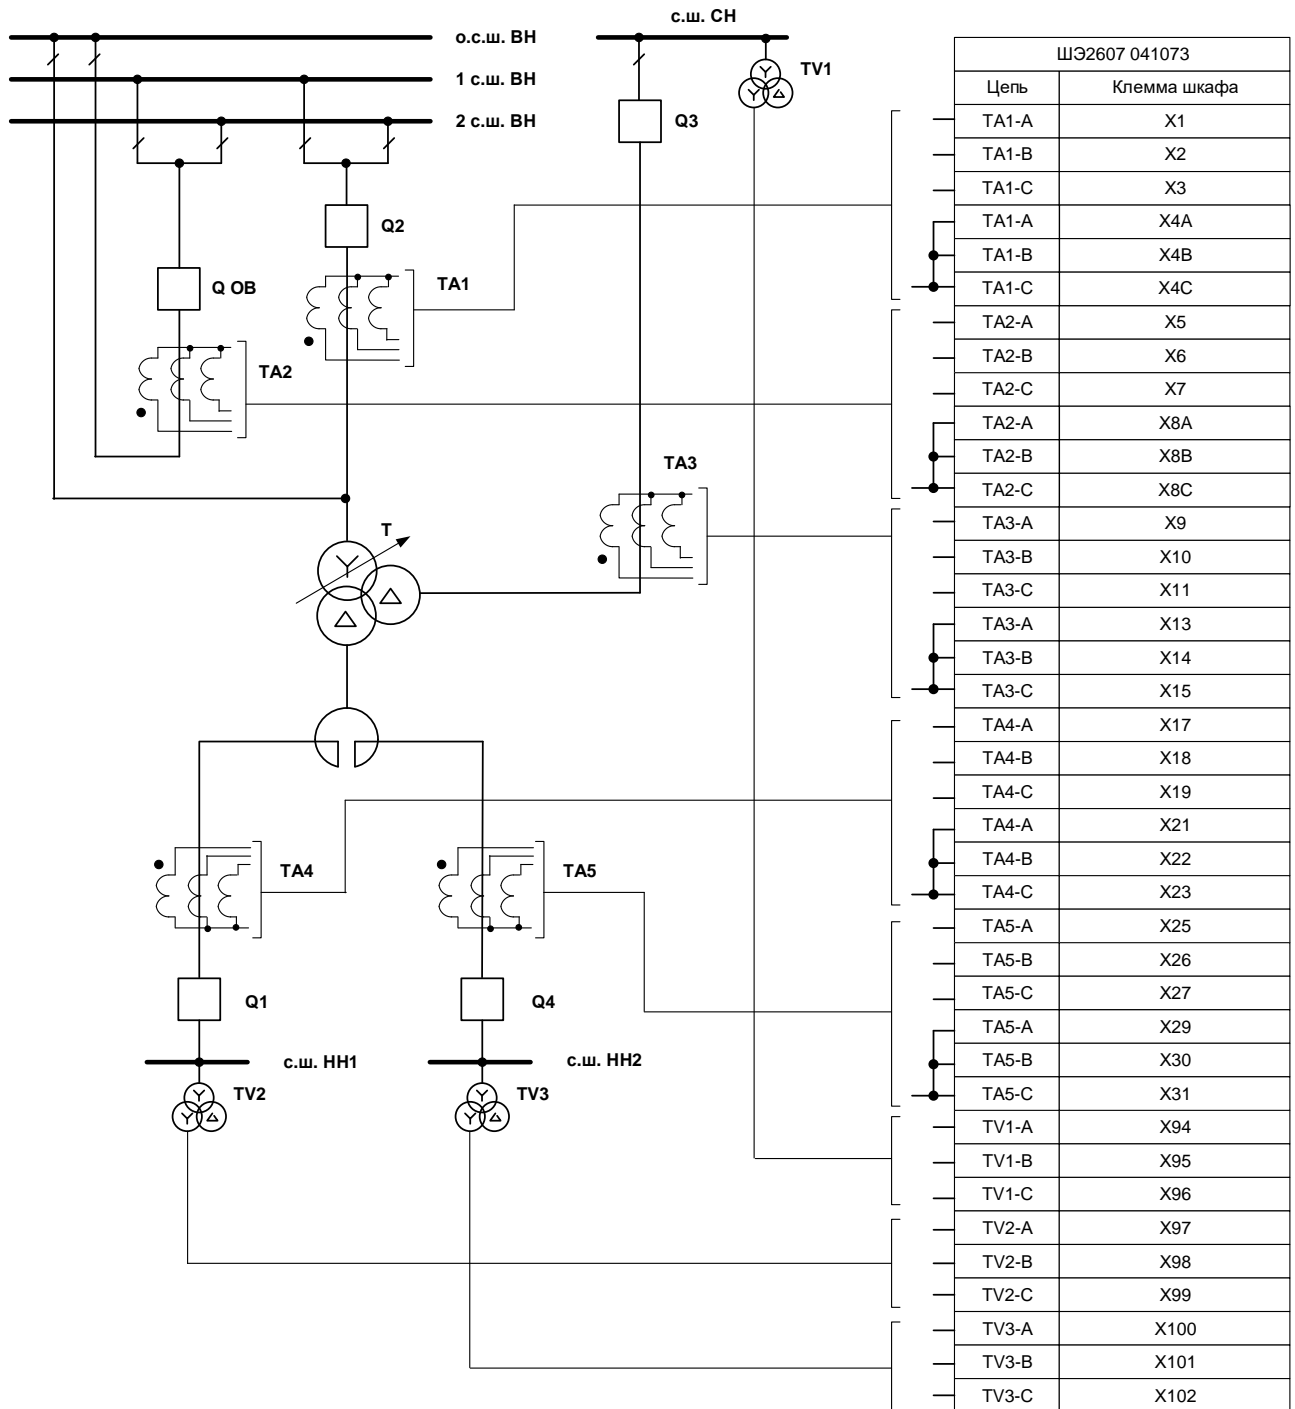 с.ш. СН
о.с.ш. ВН
1 с.ш. ВН
2 с.ш. ВН
TV1
Q3
Q2
Q ОВ
TA1
TA2
TA3
T
TA4
TA5
Q1
Q4
с.ш. НН1
с.ш. НН2
TV2
TV3
ШЭ2607 041073
Цепь Клемма шкафа
TA1-A X1
TA1-B X2
TA1-C X3
TA1-A X4A
TA1-B X4B
TA1-C X4C
TA2-A X5
TA2-B X6
TA2-C X7
TA2-A X8A
TA2-B X8B
TA2-C X8C
TA3-A X9
TA3-B X10
TA3-C X11
TA3-A X13
TA3-B X14
TA3-C X15
TA4-A X17
TA4-B X18
TA4-C X19
TA4-A X21
TA4-B X22
TA4-C X23
TA5-A X25
TA5-B X26
TA5-C X27
TA5-A X29
TA5-B X30
TA5-C X31
TV1-A X94
TV1-B X95
TV1-C X96
TV2-A X97
TV2-B X98
TV2-C X99
TV3-A X100
TV3-B X101
TV3-C X102